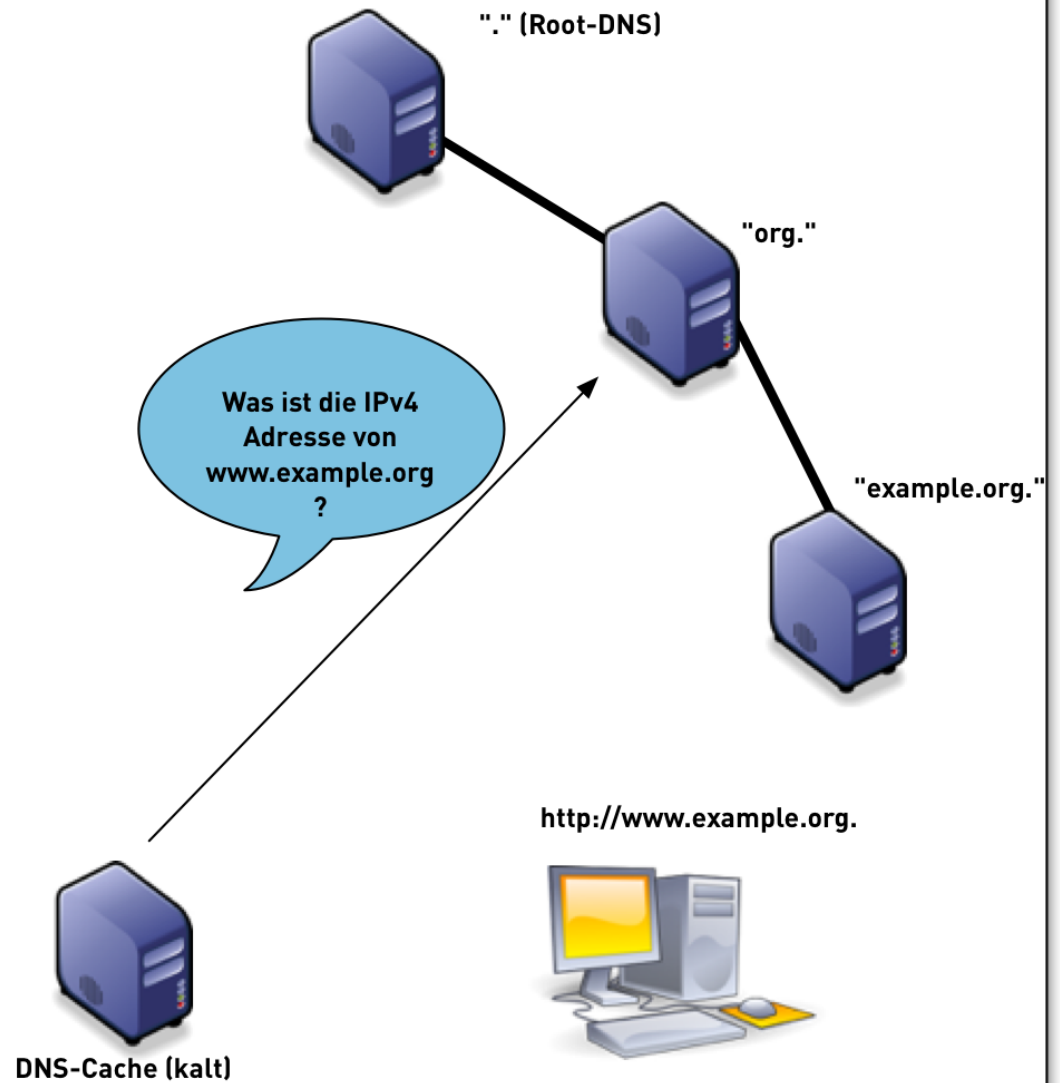 "." (Root-DNS)
"org."
Was ist die IPv4
Adresse von
www.example.org
?
"example.org."
http://www.example.org.
DNS-Cache (kalt)